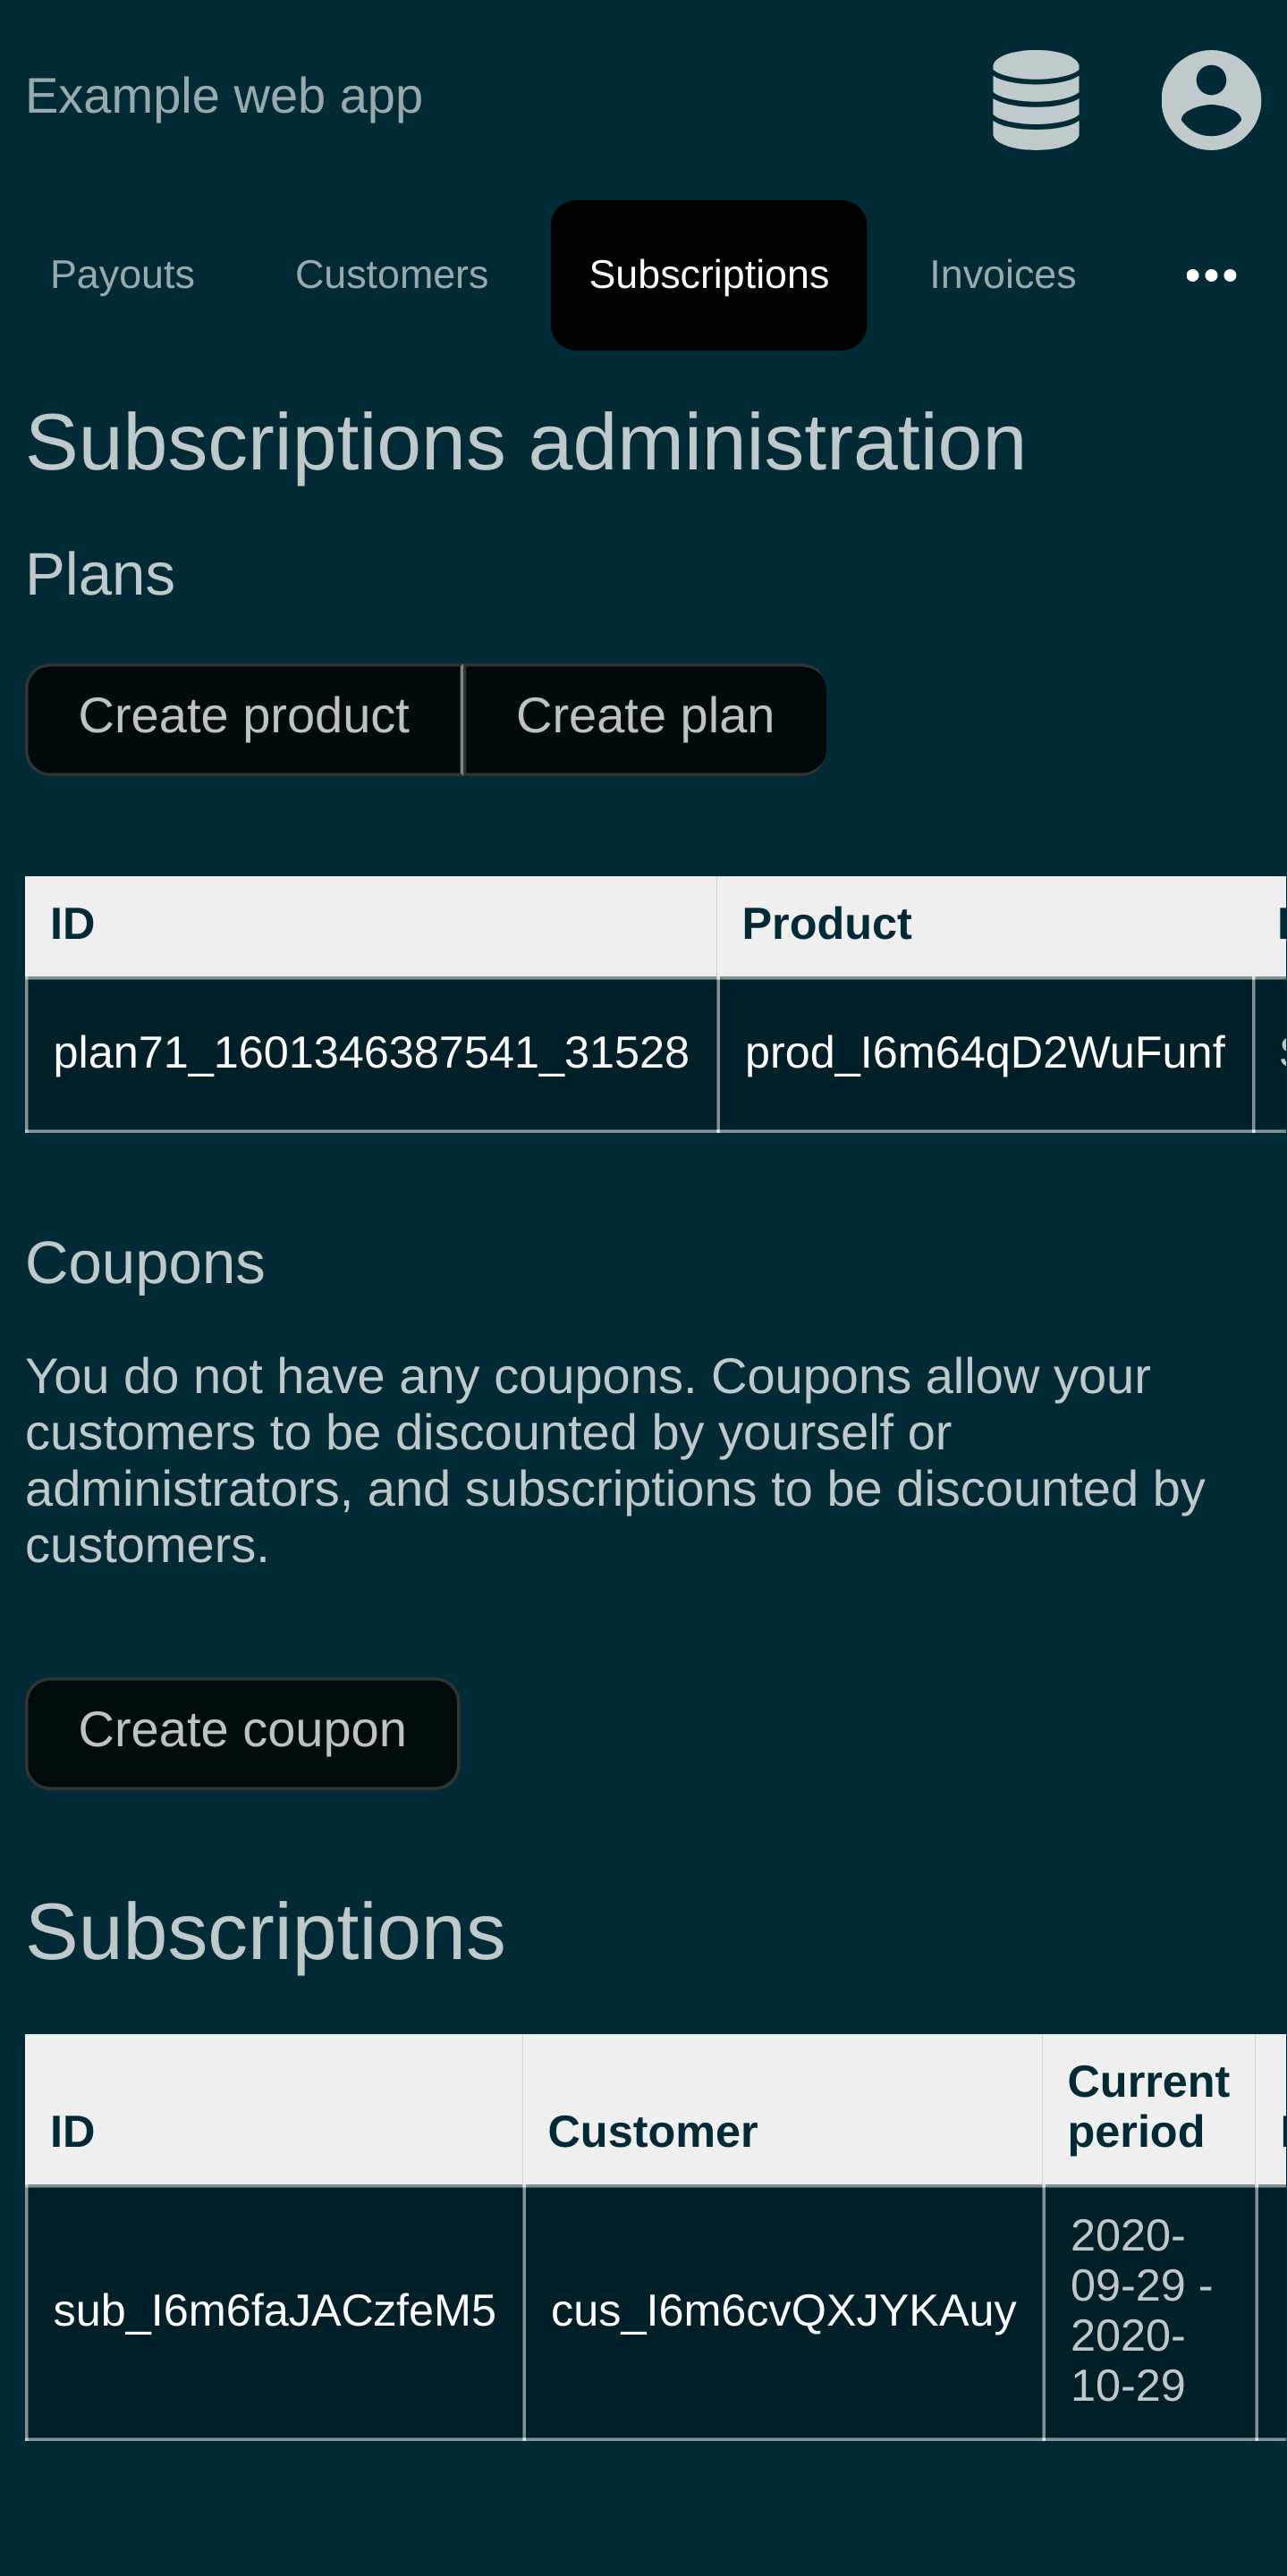 Example web app
Payouts Customers Subscriptions Invoices
Subscriptions administration
Plans
Create product Create plan
ID Product
plan71_1601346387541_31528 prod_I6m64qD2WuFunf
Coupons
You do not have any coupons. Coupons allow your
customers to be discounted by yourself or
administrators, and subscriptions to be discounted by
customers.
Create coupon
Subscriptions
ID Customer Current
period
sub_I6m6faJACzfeM5 cus_I6m6cvQXJYKAuy 2020-
09-29 -
2020-
10-29